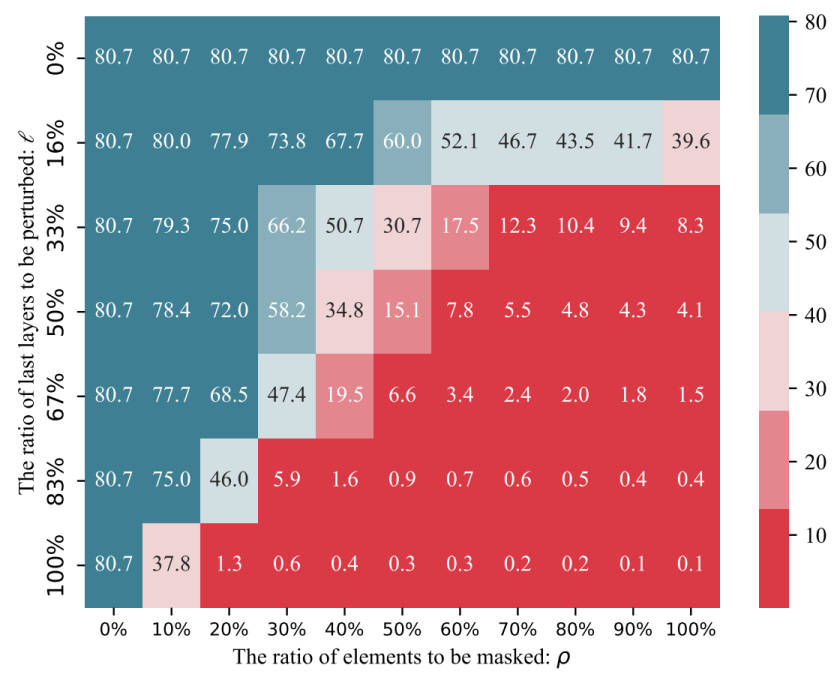 The ratio of last layers to be perturbed: ℓ
0% 80.7 80.7 80.7 80.7 80.7 80.7 80.7 80.7 80.7 80.7 80.7
16% 80.7 80.0 77.9 73.8 67.7 60.0 52.1 46.7 43.5 41.7 39.6
33% 80.7 79.3 75.0 66.2 50.7 30.7 17.5 12.3 10.4 9.4 8.3
50% 80.7 78.4 72.0 58.2 34.8 15.1 7.8 5.5 4.8 4.3 4.1
67% 80.7 77.7 68.5 47.4 19.5 6.6 3.4 2.4 2.0 1.8 1.5
83% 80.7 75.0 46.0 5.9 1.6 0.9 0.7 0.6 0.5 0.4 0.4
100% 80.7 37.8 1.3 0.6 0.4 0.3 0.3 0.2 0.2 0.1 0.1
0% 10% 20% 30% 40% 50% 60% 70% 80% 90% 100%
The ratio of elements to be masked: ρ
80
70
60
50
40
30
20
10